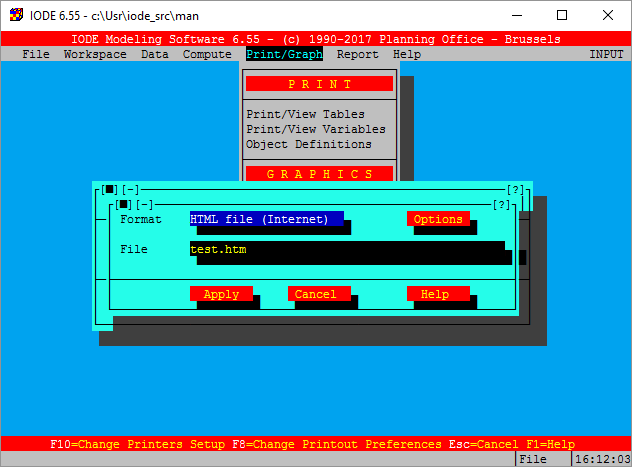 IODE 6.55 - c:\Usr\iode_src\man
IODE Modeling Software 6.55 - (c) 1990-2017 Planning Office - Brussels
File Workspace Data Compute Print/Graph Report Help INPUT
P R I N T
Print/View Tables
Print/View Variables
Object Definitions
G R A P H I C S
[■][-] [?]
[■][-] [?]
Format HTML file (Internet) Options
File test.htm
Apply Cancel Help
F10=Change Printers Setup F8=Change Printout Preferences Esc=Cancel F1=Help
File 16:12:03